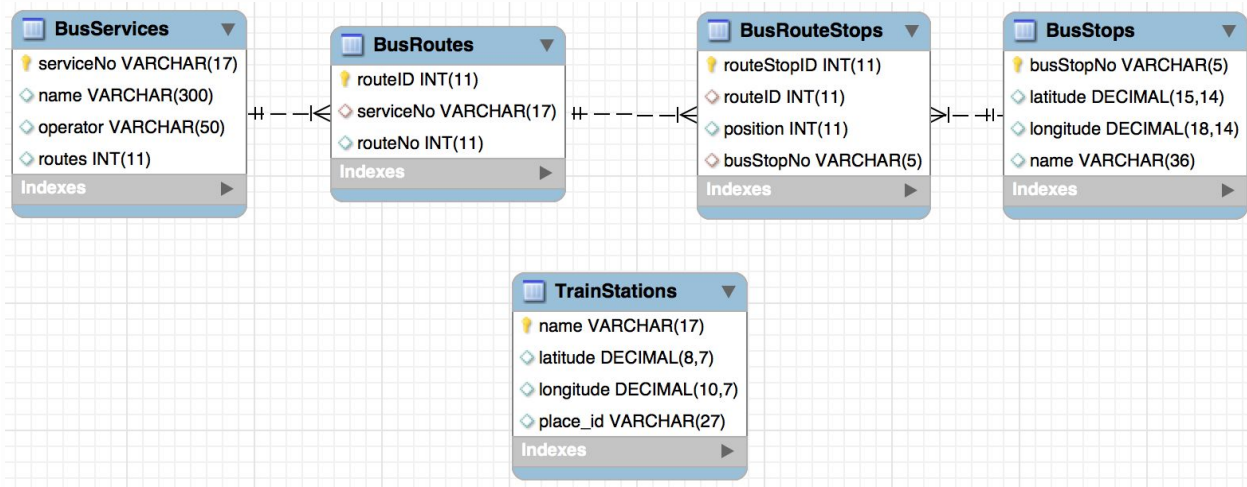 BusServices
serviceNo VARCHAR(17)
name VARCHAR(300)
operator VARCHAR(50)
routes INT(11)
Indexes
BusRoutes
routeID INT(11)
serviceNo VARCHAR(17)
routeNo INT(11)
Indexes
BusRouteStops
routeStopID INT(11)
routeID INT(11)
position INT(11)
busStopNo VARCHAR(5)
Indexes
BusStops
busStopNo VARCHAR(5)
latitude DECIMAL(15,14)
longitude DECIMAL(18,14)
name VARCHAR(36)
Indexes
TrainStations
name VARCHAR(17)
latitude DECIMAL(8,7)
longitude DECIMAL(10,7)
place_id VARCHAR(27)
Indexes